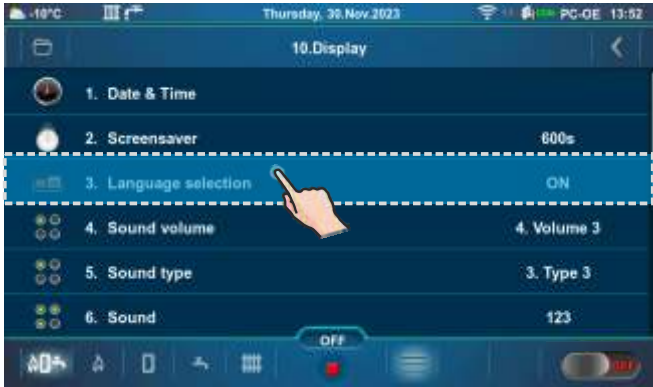 -10°C Thursday, 30.Nov.2023 PC-OE 13:52
10.Display
1. Date & Time
2. Screensaver 600s
3. Language selection ON
4. Sound volume 4. Volume 3
5. Sound type 3. Type 3
6. Sound 123
OFF
OFF